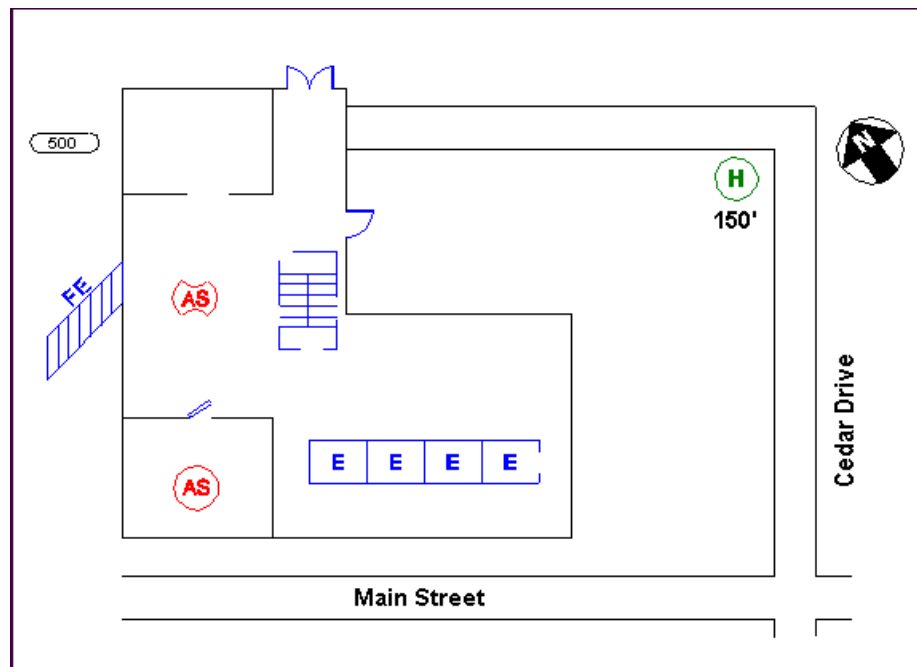 500
N
H
150'
FE
AS
Cedar Drive
E E E E
AS
Main Street